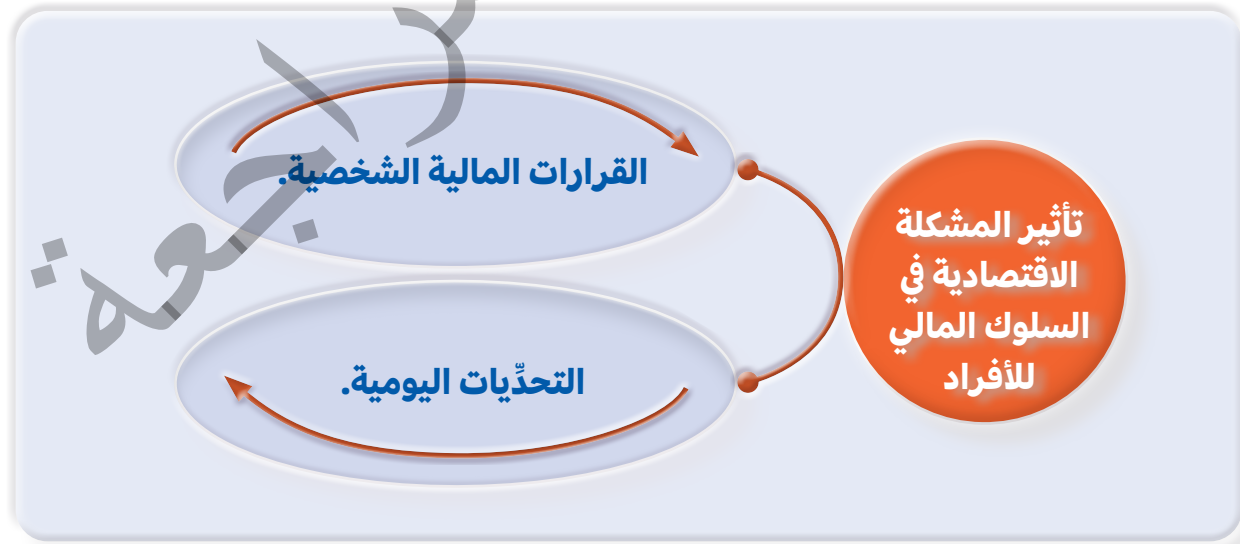 تأثير المشكلة
الاقتصادية في
السلوك المالي
للأفراد
القرارات المالية الشخصية.
التحدِّيات اليومية.